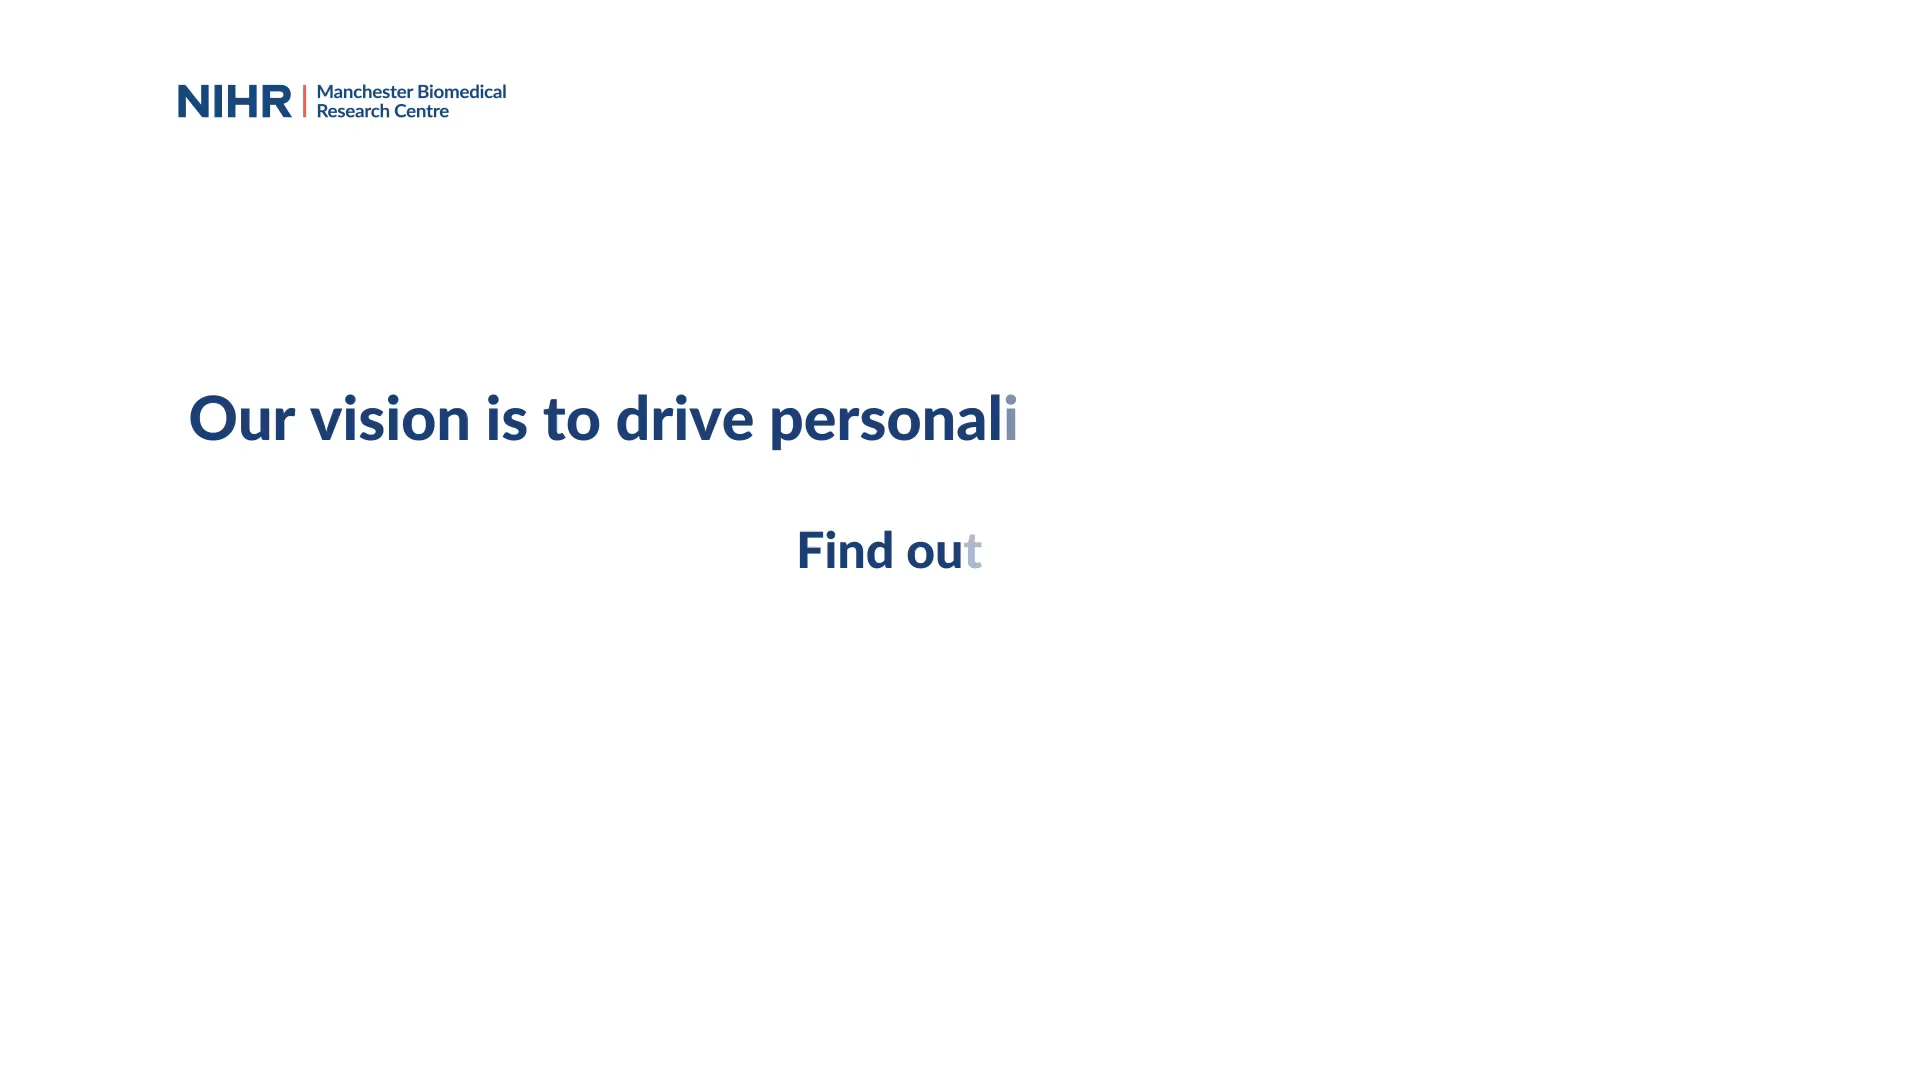 NIHR | Manchester Biomedical
Research Centre
Our vision is to drive personali
Find out